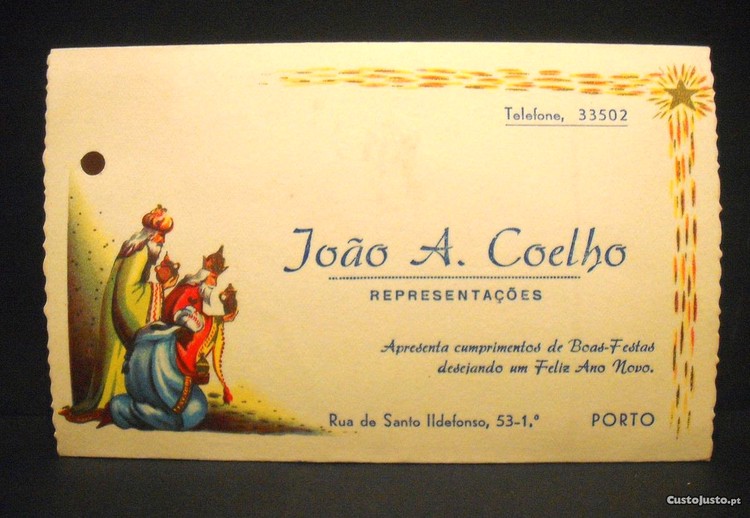 Telefone, 33502
João A. Coelho
REPRESENTAÇÕES
Apresenta cumprimentos de Boas-Festas
desejando um Feliz Ano Novo.
Rua de Santo Ildefonso, 53-1.º PORTO
CustoJusto.pt